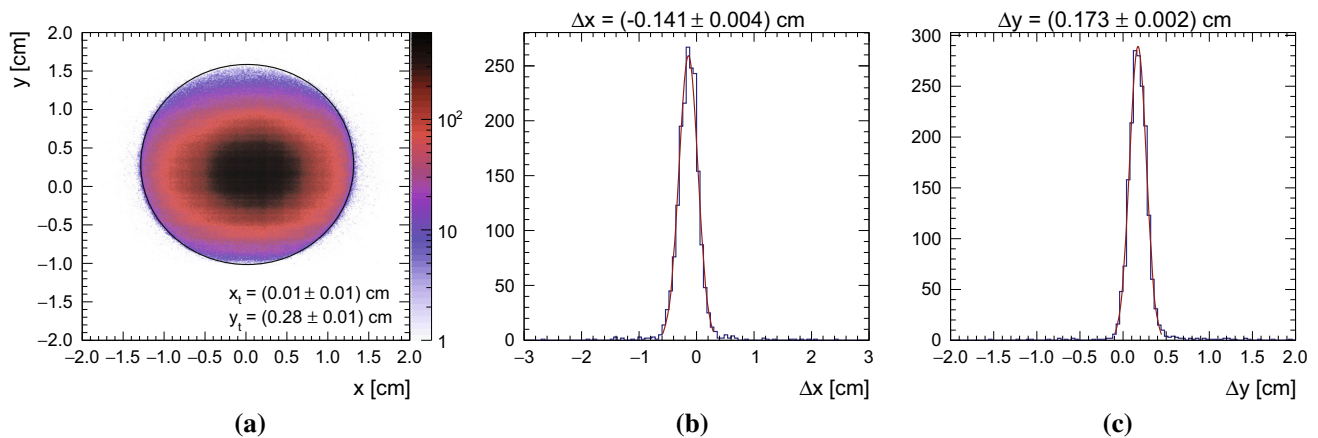 Δx = (-0.141 ± 0.004) cm
Δy = (0.173 ± 0.002) cm
y [cm]
2.0
1.5
1.0
0.5
0.0
−0.5
−1.0
−1.5
−2.0
10²
10
1
x_t = (0.01 ± 0.01) cm
y_t = (0.28 ± 0.01) cm
−2.0 −1.5 −1.0 −0.5 0.0 0.5 1.0 1.5 2.0
x [cm]
(a)
250
200
150
100
50
0
−3 −2 −1 0 1 2 3
Δx [cm]
(b)
300
250
200
150
100
50
0
−2.0 −1.5 −1.0 −0.5 0.0 0.5 1.0 1.5 2.0
Δy [cm]
(c)